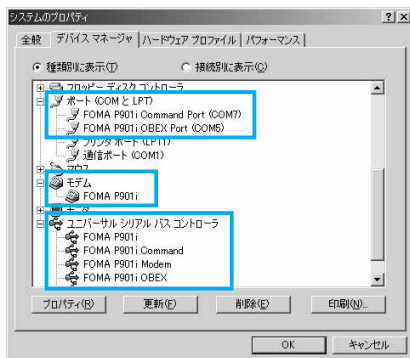 システムのプロパティ
全般 デバイス マネージャ ハードウェア プロファイル パフォーマンス
種類別に表示(T) 接続別に表示(C)
フロッピー ディスク コントローラ
ポート (COM と LPT)
FOMA P901i Command Port (COM7)
FOMA P901i OBEX Port (COM5)
プリンタ ポート (LPT1)
通信ポート (COM1)
マウス
モデム
FOMA P901i
モニタ
ユニバーサル シリアル バス コントローラ
FOMA P901i
FOMA P901i Command
FOMA P901i Modem
FOMA P901i OBEX
プロパティ(R) 更新(F) 削除(E) 印刷(N)...
OK キャンセル